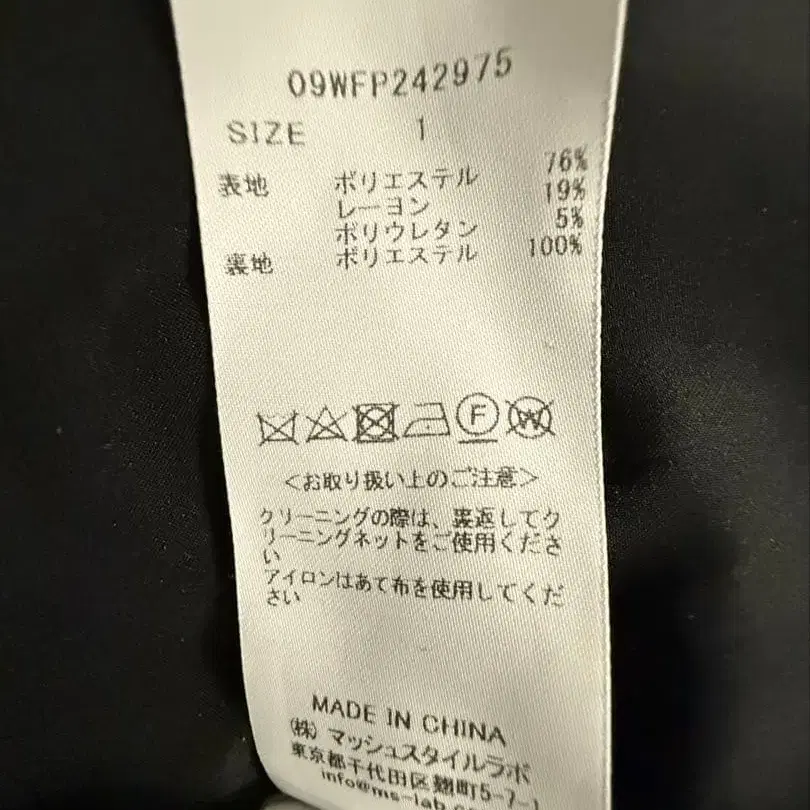 09WFP242975
SIZE 1
表地 ポリエステル 76%
レーヨン 19%
ポリウレタン 5%
裏地 ポリエステル 100%
F W
<お取り扱い上のご注意>
クリーニングの際は、裏返してク
リーニングネットをご使用くださ
い
アイロンはあて布を使用してくだ
さい
MADE IN CHINA
(株)マッシュスタイルラボ
東京都千代田区麹町5-7-1
info@ms-lab.co